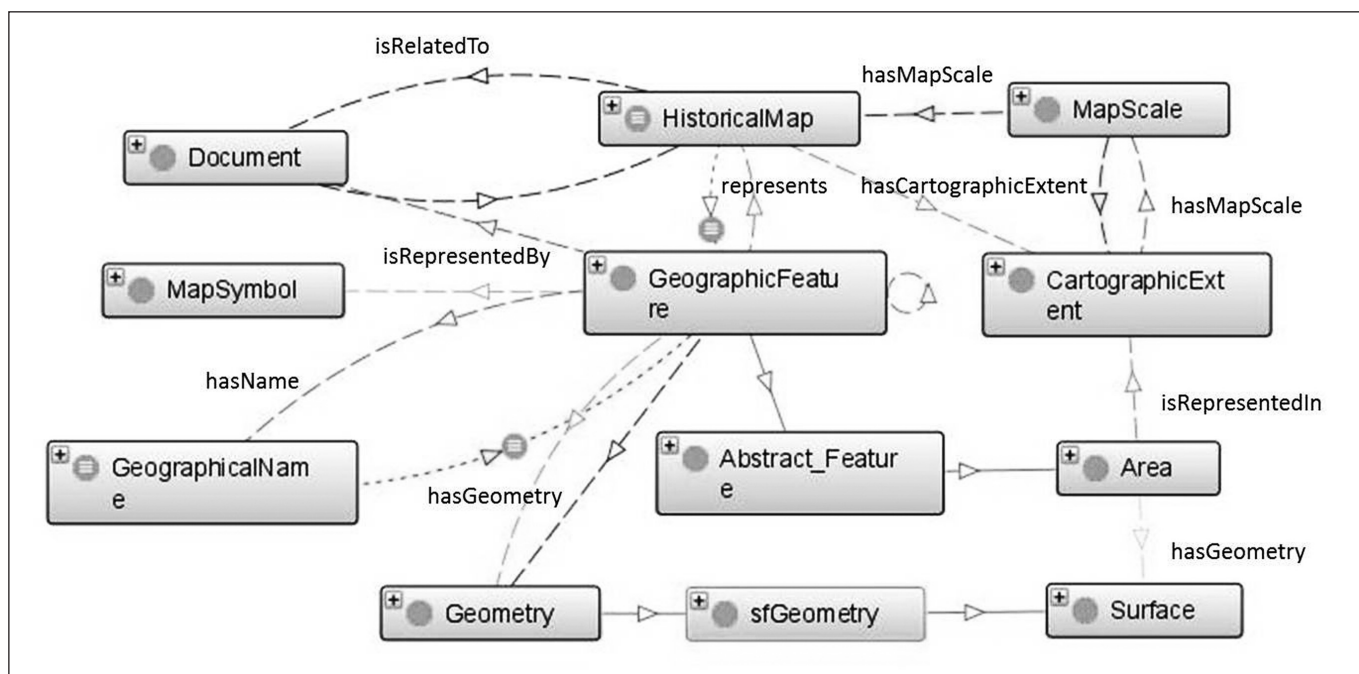 isRelatedTo
hasMapScale
HistoricalMap
MapScale
Document
represents
hasCartographicExtent
hasMapScale
isRepresentedBy
MapSymbol
GeographicFeatu
re
CartographicExt
ent
hasName
isRepresentedIn
GeographicalNam
e
hasGeometry
Abstract_Featur
e
Area
hasGeometry
Geometry
sfGeometry
Surface